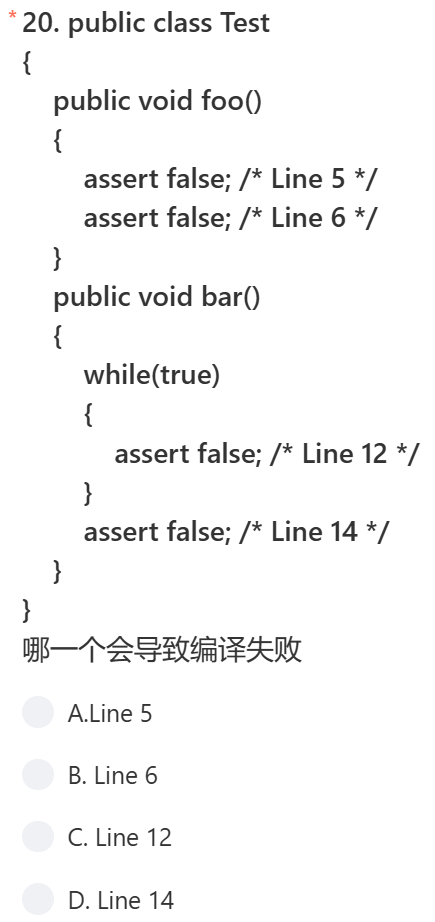 * 20. public class Test
{
public void foo()
{
assert false; /* Line 5 */
assert false; /* Line 6 */
}
public void bar()
{
while(true)
{
assert false; /* Line 12 */
}
assert false; /* Line 14 */
}
}
哪一个会导致编译失败
A.Line 5
B. Line 6
C. Line 12
D. Line 14